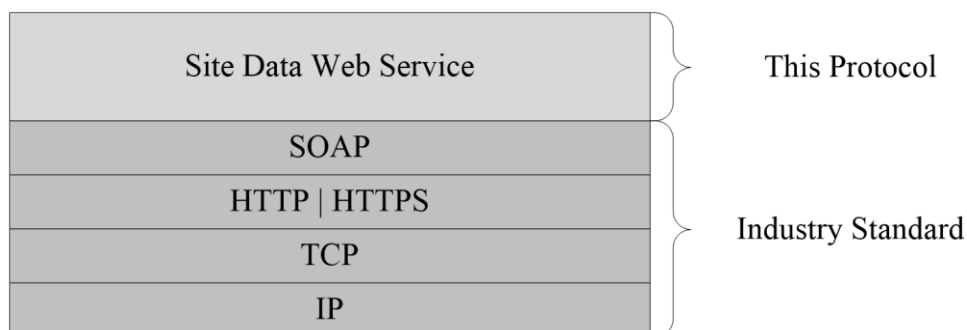 Site Data Web Service
This Protocol
SOAP
HTTP | HTTPS
TCP
IP
Industry Standard